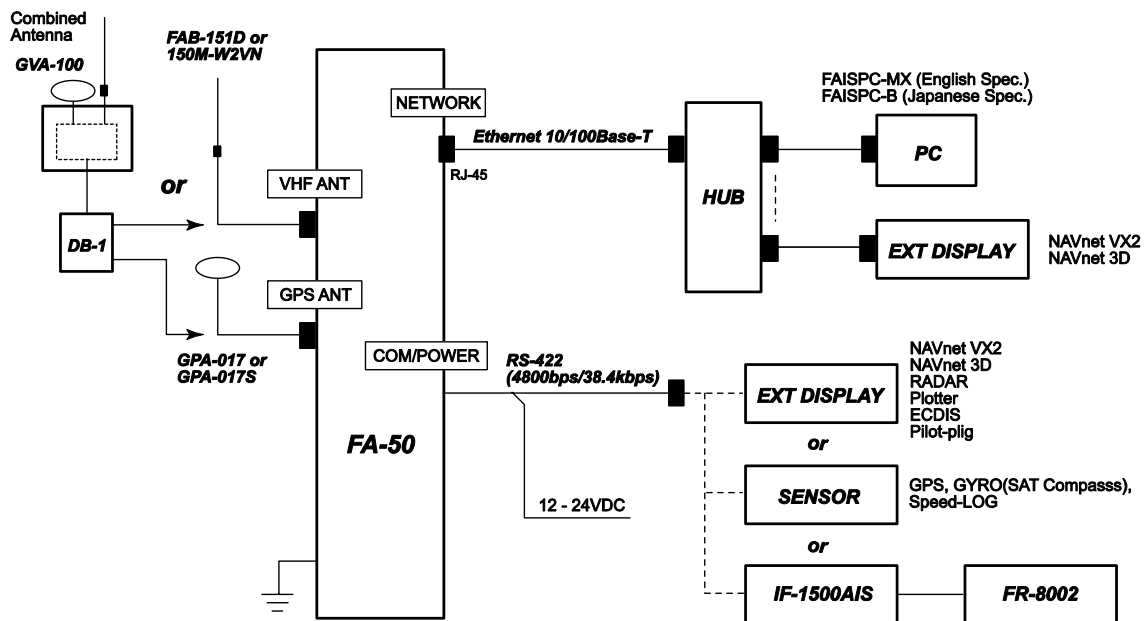 Combined
Antenna
GVA-100
FAB-151D or
150M-W2VN
NETWORK
Ethernet 10/100Base-T
RJ-45
FAISPC-MX (English Spec.)
FAISPC-B (Japanese Spec.)
PC
HUB
or
VHF ANT
DB-1
EXT DISPLAY
NAVnet VX2
NAVnet 3D
GPS ANT
GPA-017 or
GPA-017S
COM/POWER
RS-422
(4800bps/38.4kbps)
FA-50
12 - 24VDC
EXT DISPLAY
NAVnet VX2
NAVnet 3D
RADAR
Plotter
ECDIS
Pilot-plig
or
SENSOR
GPS, GYRO(SAT Compasss),
Speed-LOG
or
IF-1500AIS
FR-8002